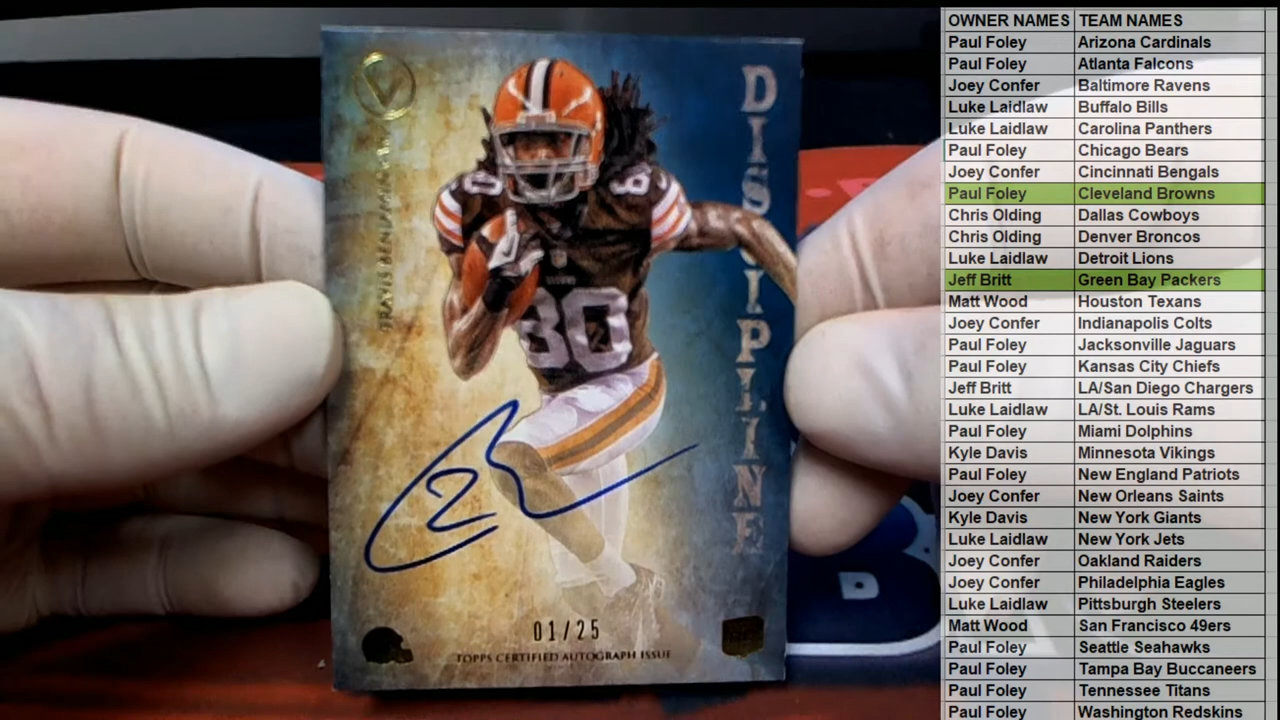 TRAVIS BENJAMIN
DISCIPLINE
80
80
01/25
TOPPS CERTIFIED AUTOGRAPH ISSUE
B
OWNER NAMES TEAM NAMES
Paul Foley Arizona Cardinals
Paul Foley Atlanta Falcons
Joey Confer Baltimore Ravens
Luke Laidlaw Buffalo Bills
Luke Laidlaw Carolina Panthers
Paul Foley Chicago Bears
Joey Confer Cincinnati Bengals
Paul Foley Cleveland Browns
Chris Olding Dallas Cowboys
Chris Olding Denver Broncos
Luke Laidlaw Detroit Lions
Jeff Britt Green Bay Packers
Matt Wood Houston Texans
Joey Confer Indianapolis Colts
Paul Foley Jacksonville Jaguars
Paul Foley Kansas City Chiefs
Jeff Britt LA/San Diego Chargers
Luke Laidlaw LA/St. Louis Rams
Paul Foley Miami Dolphins
Kyle Davis Minnesota Vikings
Paul Foley New England Patriots
Joey Confer New Orleans Saints
Kyle Davis New York Giants
Luke Laidlaw New York Jets
Joey Confer Oakland Raiders
Joey Confer Philadelphia Eagles
Luke Laidlaw Pittsburgh Steelers
Matt Wood San Francisco 49ers
Paul Foley Seattle Seahawks
Paul Foley Tampa Bay Buccaneers
Paul Foley Tennessee Titans
Paul Foley Washington Redskins